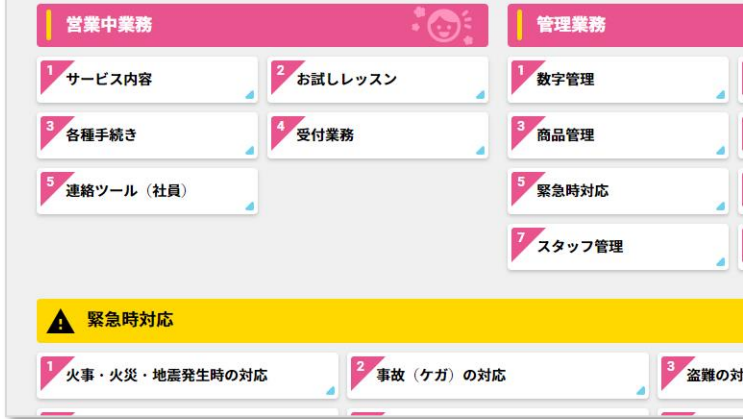 営業中業務
1 サービス内容
2 お試しレッスン
3 各種手続き
4 受付業務
5 連絡ツール（社員）
管理業務
1 数字管理
3 商品管理
5 緊急時対応
7 スタッフ管理
緊急時対応
1 火事・火災・地震発生時の対応
2 事故（ケガ）の対応
3 盗難の対